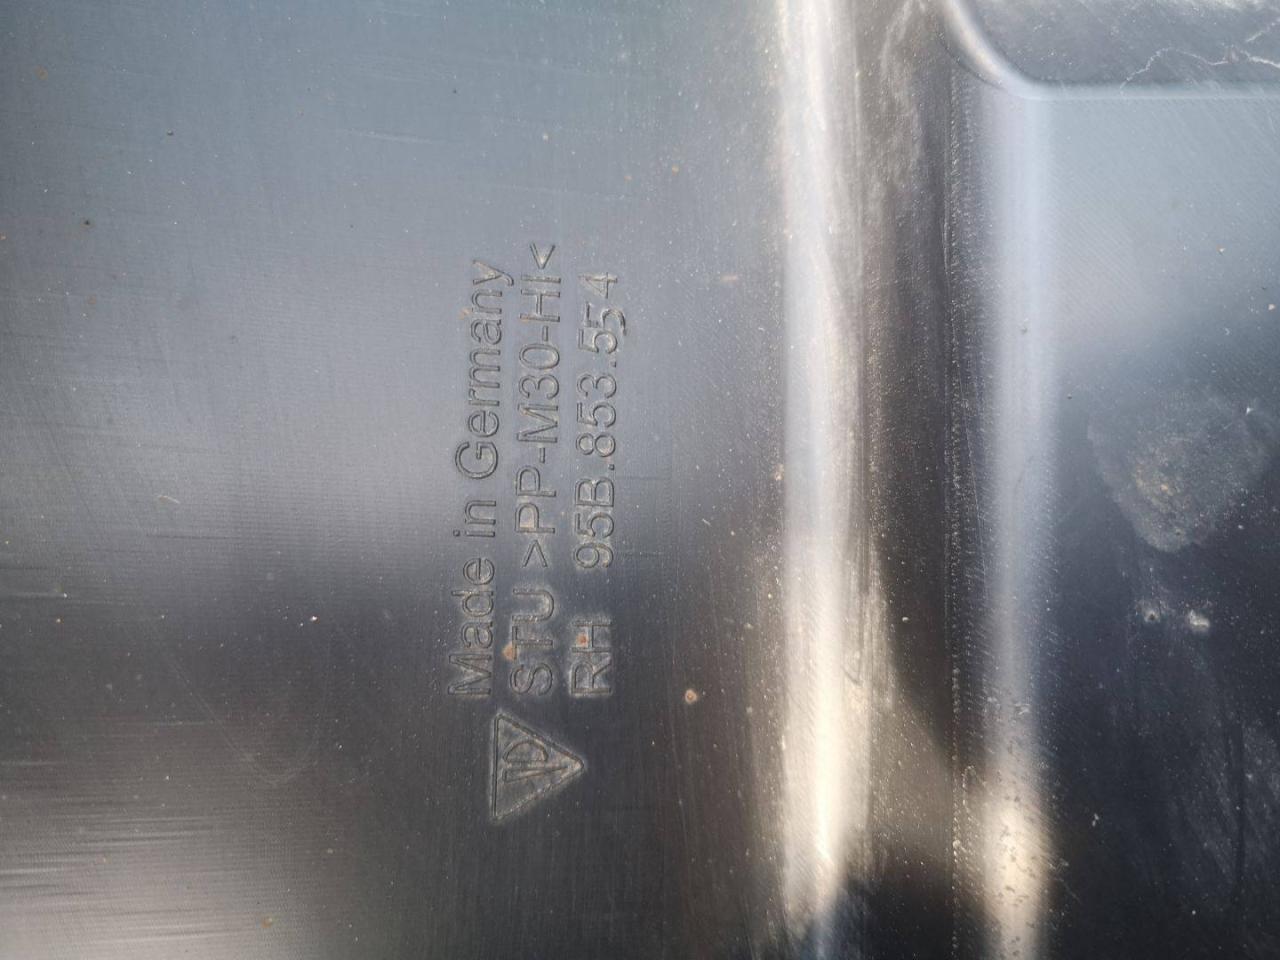 Made in Germany
STU >PP-M30-HI<
RH 95B.853.554